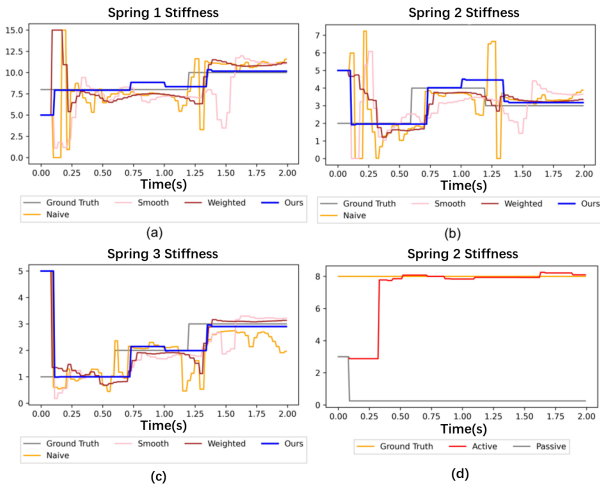 Spring 1 Stiffness
15.0
12.5
10.0
7.5
5.0
2.5
0.0
0.00 0.25 0.50 0.75 1.00 1.25 1.50 1.75 2.00
Time(s)
Ground Truth Smooth Weighted Ours
Naive
(a)
Spring 2 Stiffness
7
6
5
4
3
2
1
0
0.00 0.25 0.50 0.75 1.00 1.25 1.50 1.75 2.00
Time(s)
Ground Truth Smooth Weighted Ours
Naive
(b)
Spring 3 Stiffness
5
4
3
2
1
0
0.00 0.25 0.50 0.75 1.00 1.25 1.50 1.75 2.00
Time(s)
Ground Truth Smooth Weighted Ours
Naive
(c)
Spring 2 Stiffness
8
6
4
2
0
0.00 0.25 0.50 0.75 1.00 1.25 1.50 1.75 2.00
Time(s)
Ground Truth Active Passive
(d)